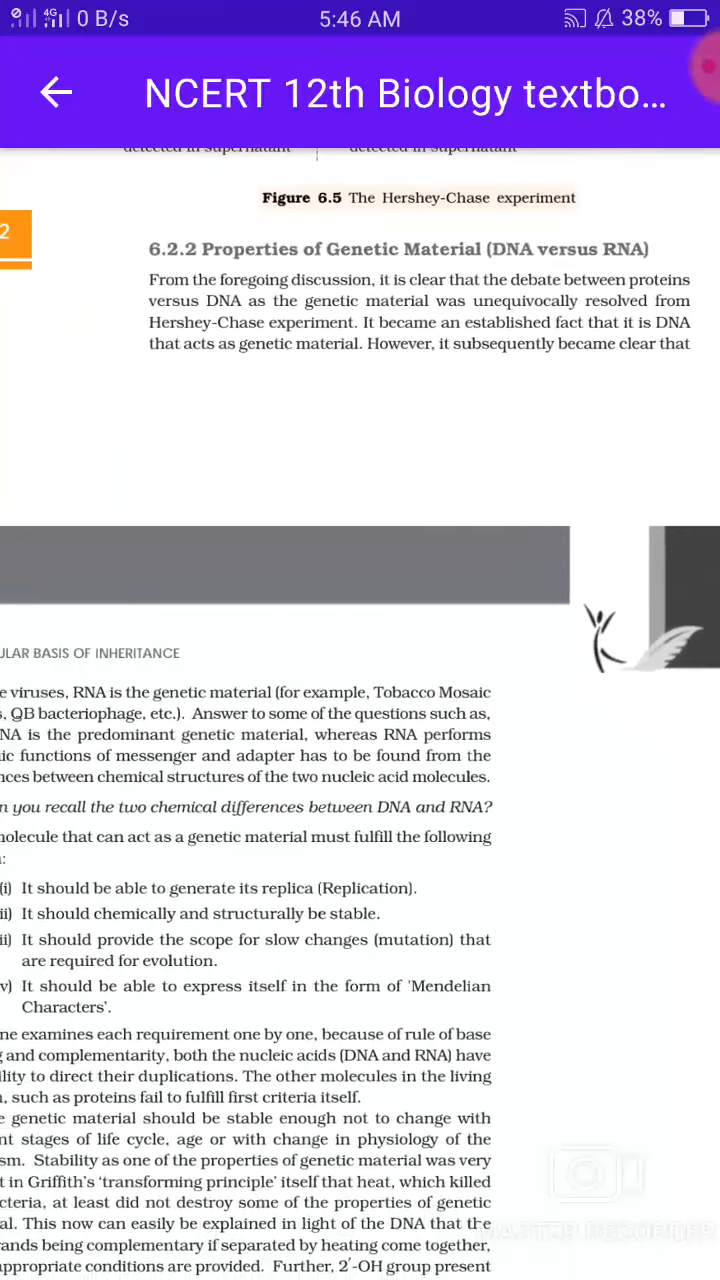 0 B/s 5:46 AM 38%
4G
NCERT 12th Biology textbo...
detected in supernatant detected in supernatant
Figure 6.5 The Hershey-Chase experiment
2
6.2.2 Properties of Genetic Material (DNA versus RNA)
From the foregoing discussion, it is clear that the debate between proteins
versus DNA as the genetic material was unequivocally resolved from
Hershey-Chase experiment. It became an established fact that it is DNA
that acts as genetic material. However, it subsequently became clear that
ULAR BASIS OF INHERITANCE
e viruses, RNA is the genetic material (for example, Tobacco Mosaic
s, QB bacteriophage, etc.). Answer to some of the questions such as,
NA is the predominant genetic material, whereas RNA performs
ic functions of messenger and adapter has to be found from the
nces between chemical structures of the two nucleic acid molecules.
n you recall the two chemical differences between DNA and RNA?
nolecule that can act as a genetic material must fulfill the following
:
(i) It should be able to generate its replica (Replication).
ii) It should chemically and structurally be stable.
ii) It should provide the scope for slow changes (mutation) that
are required for evolution.
v) It should be able to express itself in the form of 'Mendelian
Characters'.
ne examines each requirement one by one, because of rule of base
g and complementarity, both the nucleic acids (DNA and RNA) have
ility to direct their duplications. The other molecules in the living
, such as proteins fail to fulfill first criteria itself.
e genetic material should be stable enough not to change with
nt stages of life cycle, age or with change in physiology of the
sm. Stability as one of the properties of genetic material was very
t in Griffith's 'transforming principle' itself that heat, which killed
cteria, at least did not destroy some of the properties of genetic
al. This now can easily be explained in light of the DNA that the
ands being complementary if separated by heating come together,
appropriate conditions are provided. Further, 2'-OH group present
MASTER RECORDER